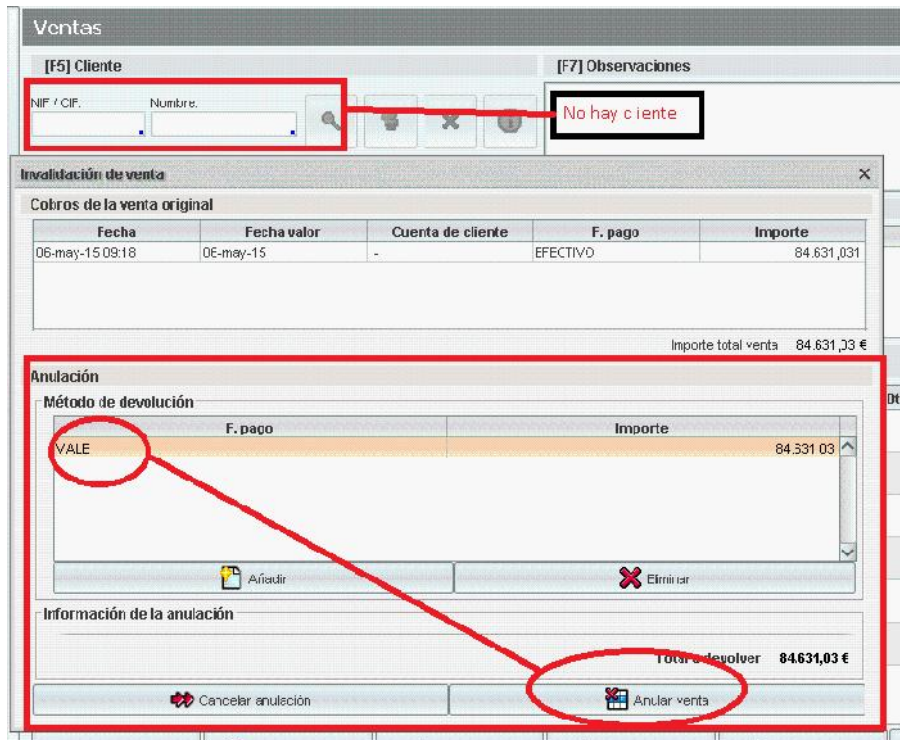 Ventas
[F5] Cliente [F7] Observaciones
NIF / CIF. Nombre.
No hay c iente
Invalidación de venta
Cobros de la venta original
Fecha Fecha valor Cuenta de cliente F. pago Importe
06-may-15 09:18 06-may-15 - EFECTIVO 84.631,031
Importe total venta 84.631,03 €
Anulación
Método de devolución
F. pago Importe
VALE 84.631 03
Añadir Eliminar
Información de la anulación
Total a devolver 84.631,03 €
Cancelar anulación Anular venta